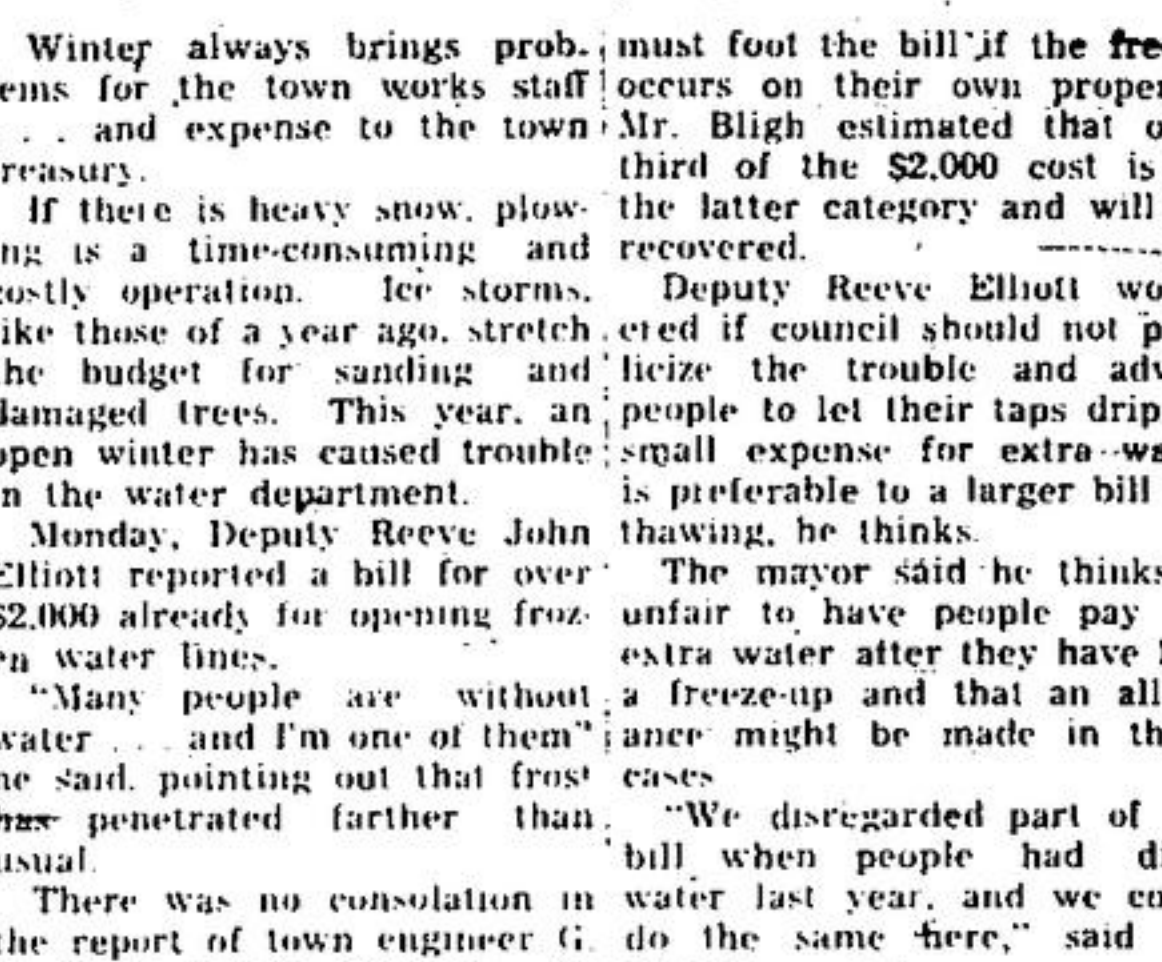 Winter always brings prob-
ems for the town works staff
. . and expense to the town
reasury.
If there is heavy snow, plow-
ng is a time-consuming and
costly operation. Ice storms,
ike those of a year ago, stretch
he budget for sanding and
damaged trees. This year, an
open winter has caused trouble
n the water department.
Monday, Deputy Reeve John
Elliott reported a bill for over
$2,000 already for opening froz-
en water lines.
"Many people are without
water . . . and I'm one of them"
he said, pointing out that frost
has penetrated farther than
usual.
There was no consolation in
the report of town engineer G.
must foot the bill if the fre
occurs on their own proper
Mr. Bligh estimated that o
third of the $2,000 cost is
the latter category and will
recovered.
Deputy Reeve Elliott wo
ered if council should not p
licize the trouble and adv
people to let their taps drip
small expense for extra wa
is preferable to a larger bill
thawing, he thinks.
The mayor said he thinks
unfair to have people pay
extra water after they have
a freeze-up and that an all
ance might be made in th
cases
"We disregarded part of
bill when people had di
water last year, and we co
do the same here," said